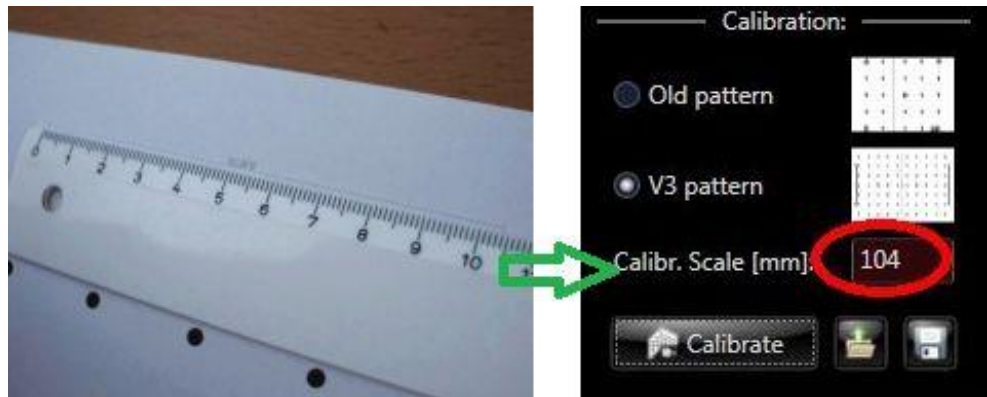 0 1 2 3 4 5 6 7 8 9 10
Calibration:
Old pattern
V3 pattern
Calibr. Scale [mm]: 104
Calibrate